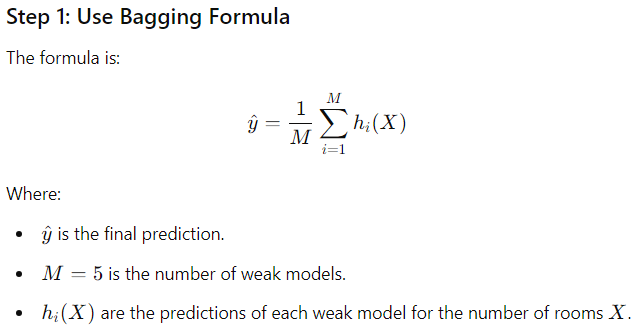 Step 1: Use Bagging Formula
The formula is:
ŷ = 1/M ∑_{i=1}^{M} h_i(X)
Where:
• ŷ is the final prediction.
• M = 5 is the number of weak models.
• h_i(X) are the predictions of each weak model for the number of rooms X.